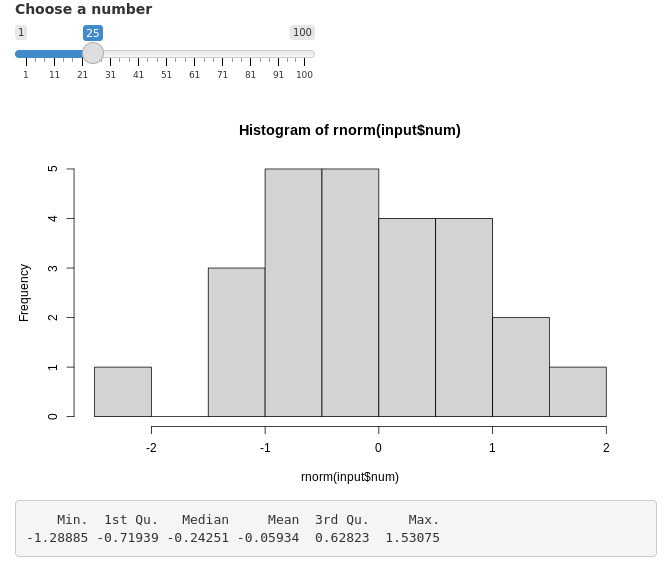 Choose a number
1 25 100
1 11 21 31 41 51 61 71 81 91 100
Histogram of rnorm(input$num)
Frequency
5
4
3
2
1
0
-2 -1 0 1 2
rnorm(input$num)
Min. 1st Qu. Median Mean 3rd Qu. Max.
-1.28885 -0.71939 -0.24251 -0.05934 0.62823 1.53075